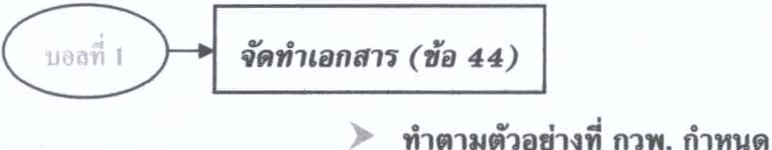 บอลที่ 1
จัดทำเอกสาร (ข้อ 44)
ทำตามตัวอย่างที่ กวพ. กำหนด